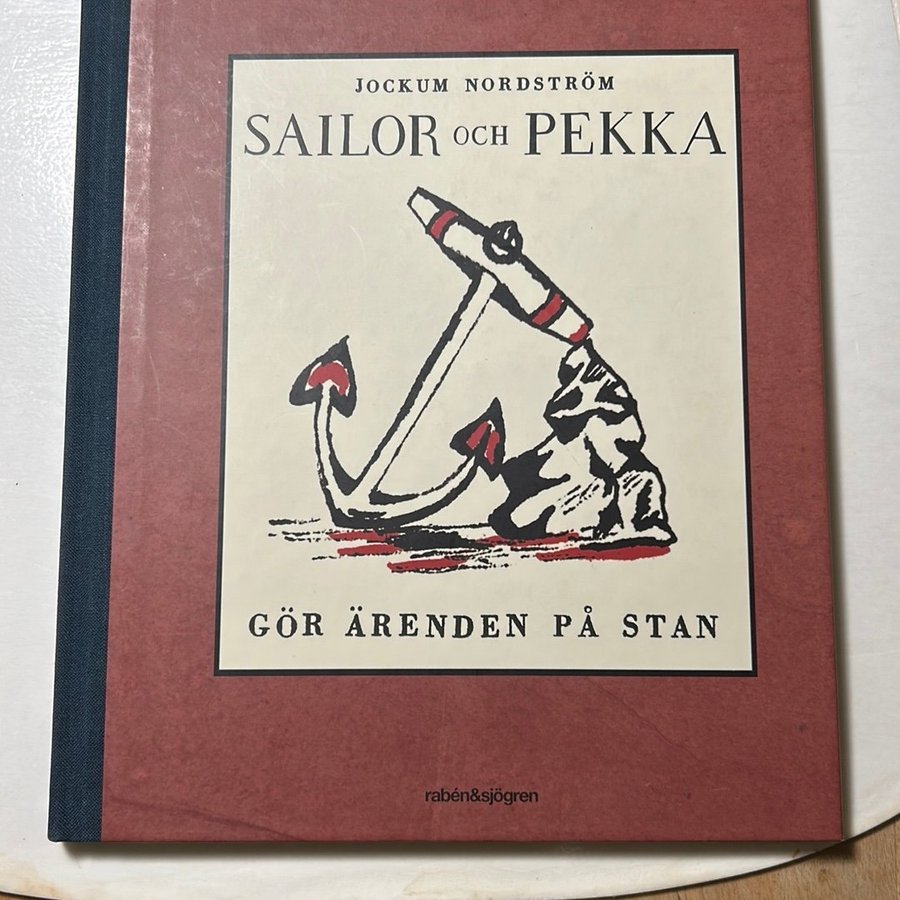 JOCKUM NORDSTRÖM
SAILOR OCH PEKKA
GÖR ÄRENDEN PÅ STAN
rabén&sjögren